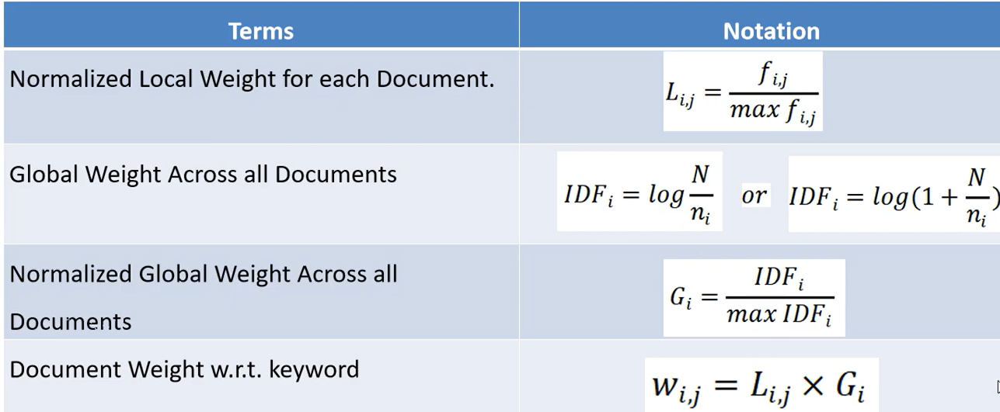 Terms Notation
Normalized Local Weight for each Document. L_{i,j} = \frac{f_{i,j}}{max f_{i,j}}
Global Weight Across all Documents IDF_i = log \frac{N}{n_i} or IDF_i = log(1 + \frac{N}{n_i})
Normalized Global Weight Across all
Documents G_i = \frac{IDF_i}{max IDF_i}
Document Weight w.r.t. keyword w_{i,j} = L_{i,j} × G_i